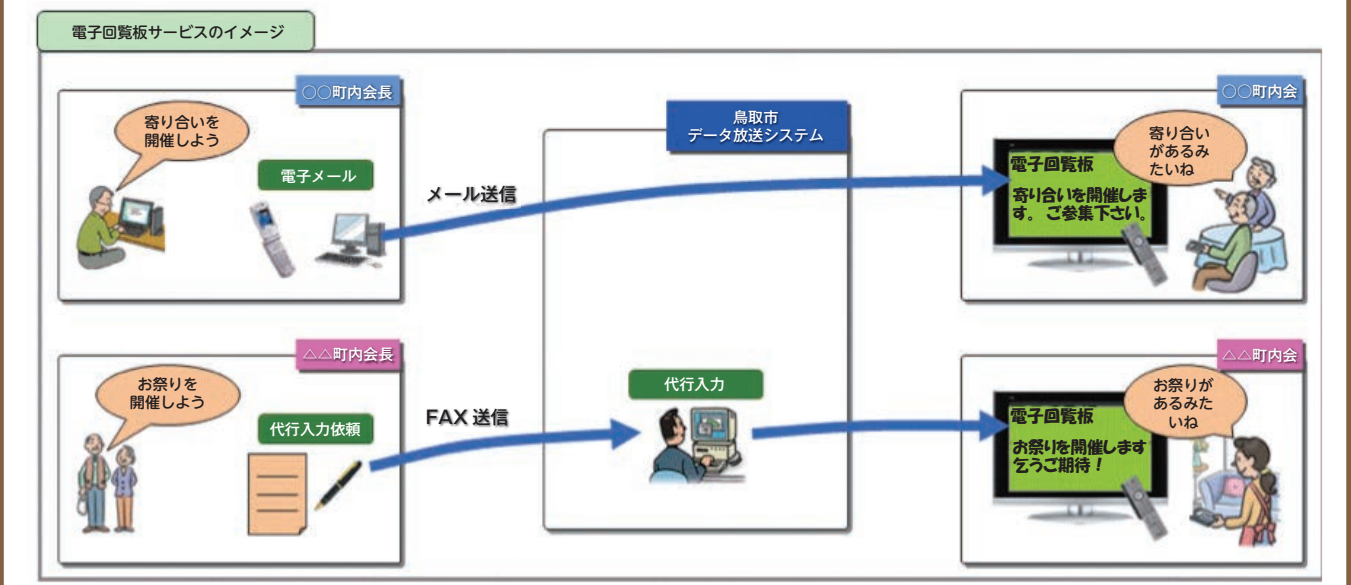 電子回覧板サービスのイメージ
○○町内会長
寄り合いを
開催しよう
電子メール
メール送信
鳥取市
データ放送システム
○○町内会
電子回覧板
寄り合いを開催しま
す。ご参集下さい。
寄り合い
があるみ
たいね
△△町内会長
お祭りを
開催しよう
代行入力依頼
FAX 送信
代行入力
△△町内会
電子回覧板
お祭りを開催します
乞うご期待！
お祭りが
あるみた
いね